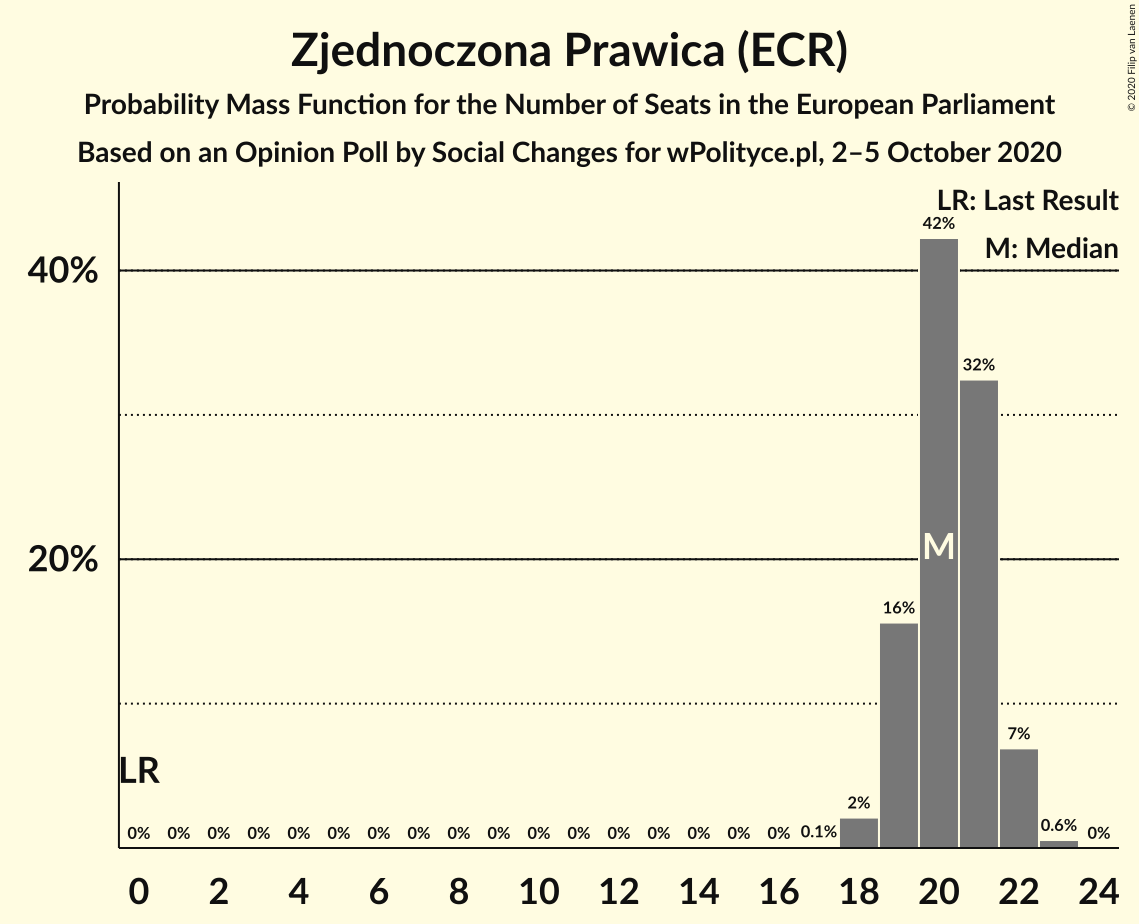 Zjednoczona Prawica (ECR)
Probability Mass Function for the Number of Seats in the European Parliament
Based on an Opinion Poll by Social Changes for wPolityce.pl, 2–5 October 2020
© 2020 Filip van Laenen
LR: Last Result
M: Median
42%
40%
32%
20%
M
16%
7%
LR
2%
0% 0% 0% 0% 0% 0% 0% 0% 0% 0% 0% 0% 0% 0% 0% 0% 0% 0.1% 0.6% 0%
0 2 4 6 8 10 12 14 16 18 20 22 24